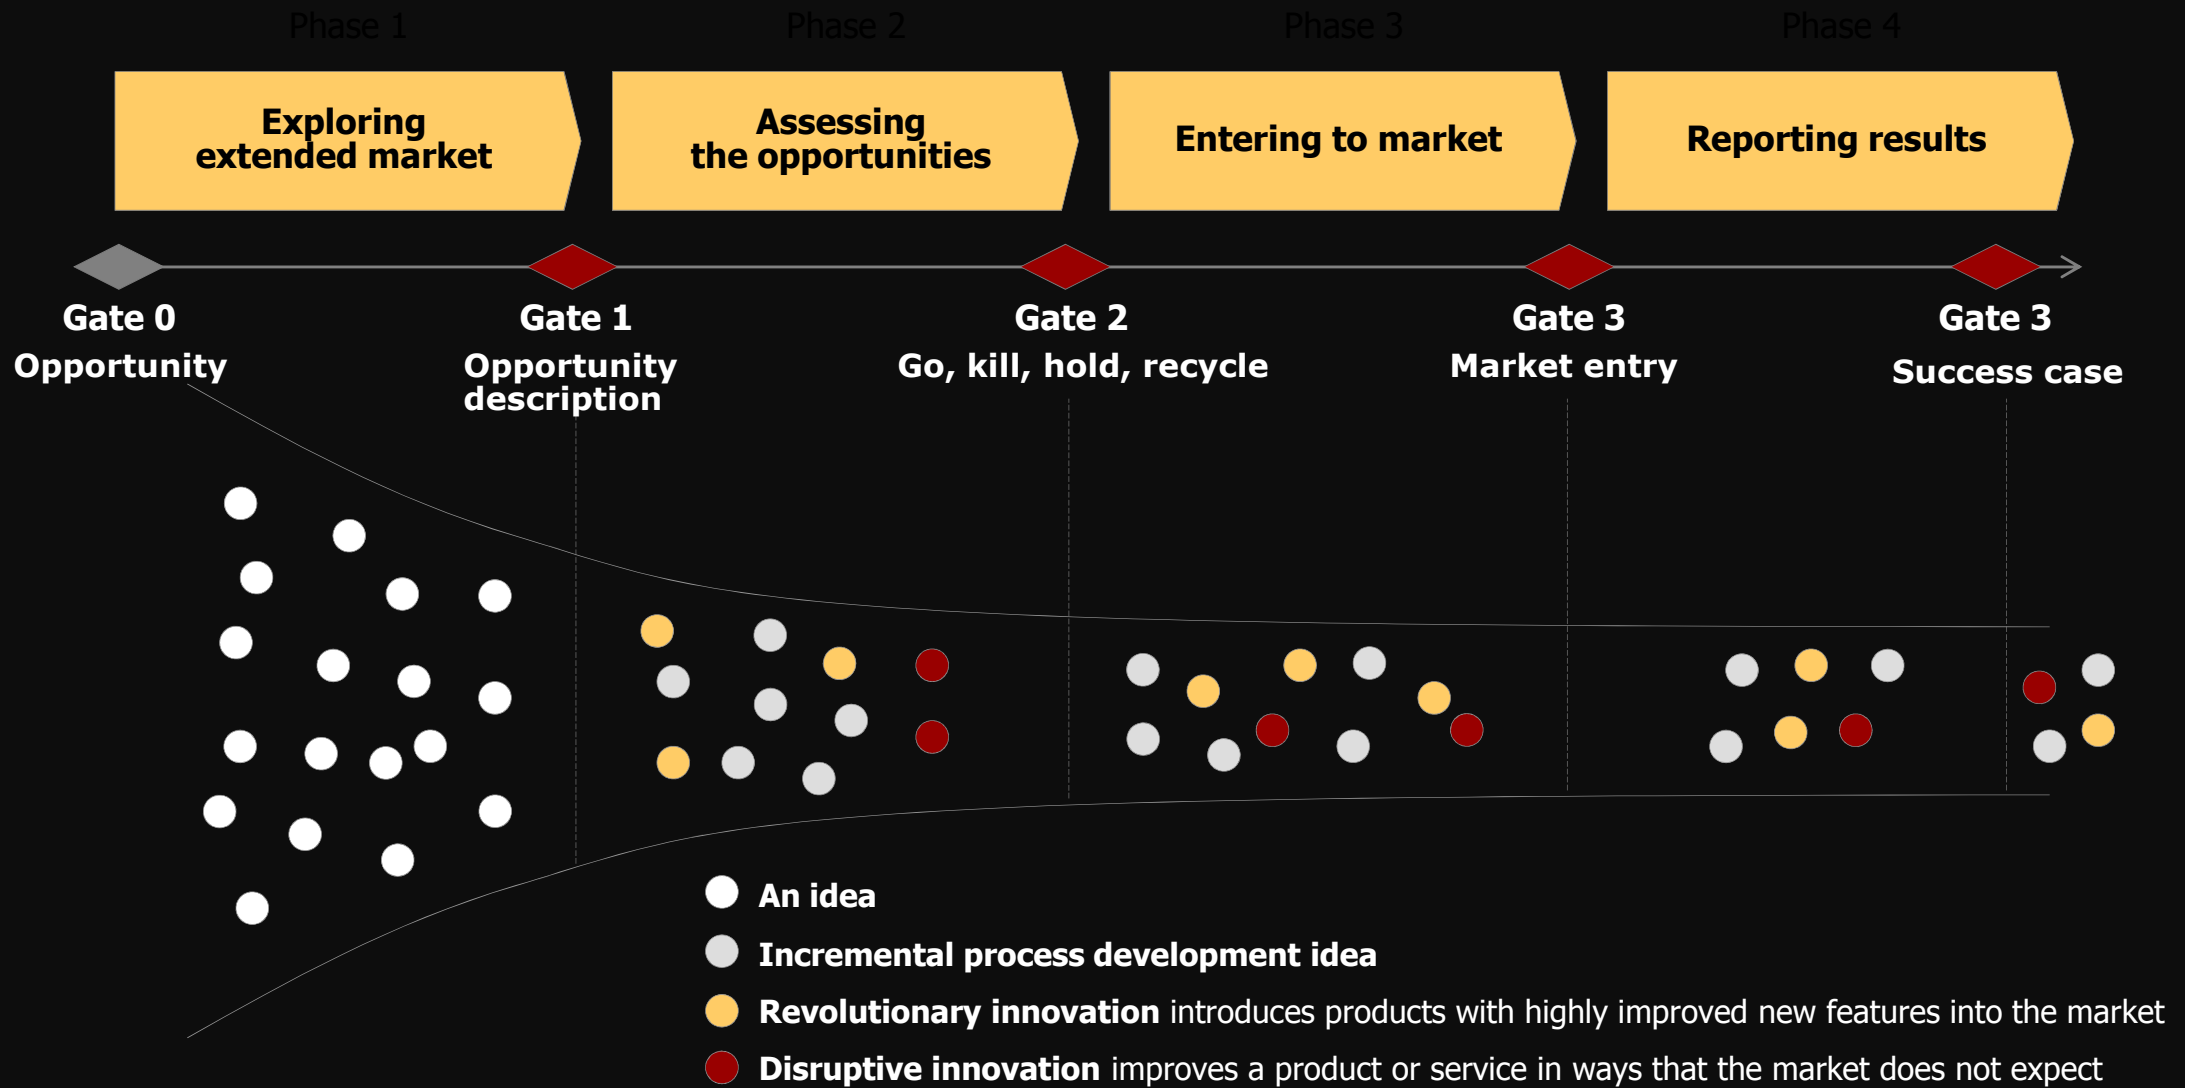 Phase 1
Phase 2
Phase 3
Phase 4
Exploring
extended market
Assessing
the opportunities
Entering to market
Reporting results
Gate 0
Opportunity
Gate 1
Opportunity
description
Gate 2
Go, kill, hold, recycle
Gate 3
Market entry
Gate 3
Success case
An idea
Incremental process development idea
Revolutionary innovation introduces products with highly improved new features into the market
Disruptive innovation improves a product or service in ways that the market does not expect